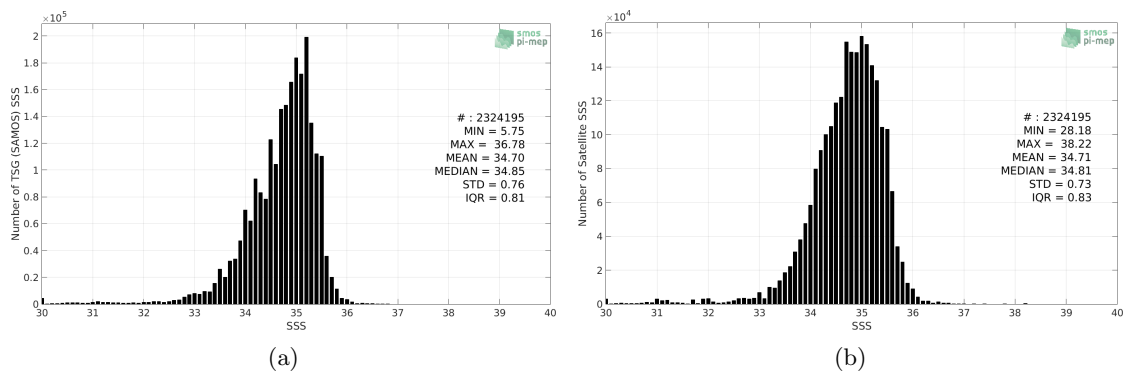 ×10⁵
2
1.8
1.6
1.4
1.2
1
0.8
0.6
0.4
0.2
0
Number of TSG (SAMOS) SSS
30 31 32 33 34 35 36 37 38 39 40
SSS
smos
pi-mep
# : 2324195
MIN = 5.75
MAX = 36.78
MEAN = 34.70
MEDIAN = 34.85
STD = 0.76
IQR = 0.81
(a)
×10⁴
16
14
12
10
8
6
4
2
0
Number of Satellite SSS
30 31 32 33 34 35 36 37 38 39 40
SSS
smos
pi-mep
# : 2324195
MIN = 28.18
MAX = 38.22
MEAN = 34.71
MEDIAN = 34.81
STD = 0.73
IQR = 0.83
(b)